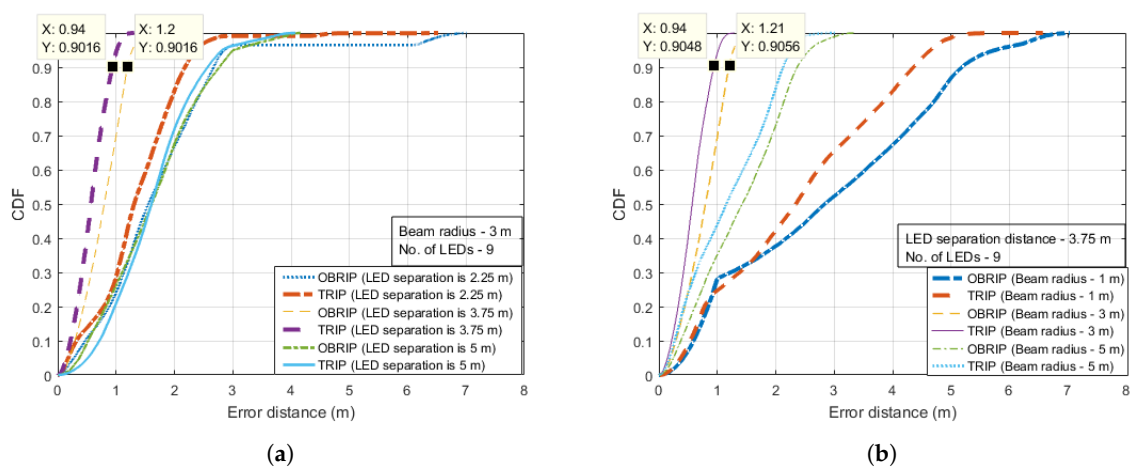 X: 0.94
Y: 0.9016
X: 1.2
Y: 0.9016
1
0.9
0.8
0.7
0.6
0.5
0.4
0.3
0.2
0.1
0
CDF
Beam radius - 3 m
No. of LEDs - 9
OBRIP (LED separation is 2.25 m)
TRIP (LED separation is 2.25 m)
OBRIP (LED separation is 3.75 m)
TRIP (LED separation is 3.75 m)
OBRIP (LED separation is 5 m)
TRIP (LED separation is 5 m)
0 1 2 3 4 5 6 7 8
Error distance (m)
(a)
X: 0.94
Y: 0.9048
X: 1.21
Y: 0.9056
1
0.9
0.8
0.7
0.6
0.5
0.4
0.3
0.2
0.1
0
CDF
LED separation distance - 3.75 m
No. of LEDs - 9
OBRIP (Beam radius - 1 m)
TRIP (Beam radius - 1 m)
OBRIP (Beam radius - 3 m)
TRIP (Beam radius - 3 m)
OBRIP (Beam radius - 5 m)
TRIP (Beam radius - 5 m)
0 1 2 3 4 5 6 7 8
Error distance (m)
(b)